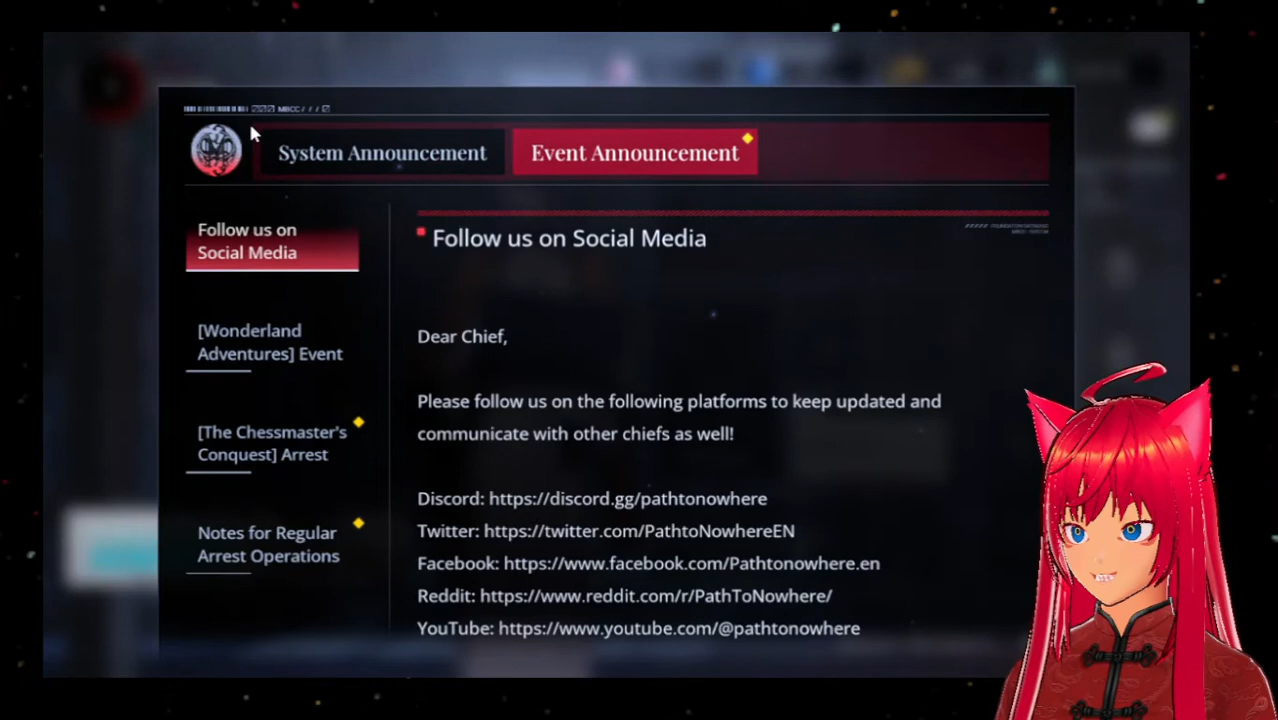 MBCC
System Announcement
Event Announcement
Follow us on
Social Media
[Wonderland
Adventures] Event
[The Chessmaster's
Conquest] Arrest
Notes for Regular
Arrest Operations
Follow us on Social Media
Dear Chief,
Please follow us on the following platforms to keep updated and
communicate with other chiefs as well!
Discord: https://discord.gg/pathtonowhere
Twitter: https://twitter.com/PathtoNowhereEN
Facebook: https://www.facebook.com/Pathtonowhere.en
Reddit: https://www.reddit.com/r/PathToNowhere/
YouTube: https://www.youtube.com/@pathtonowhere